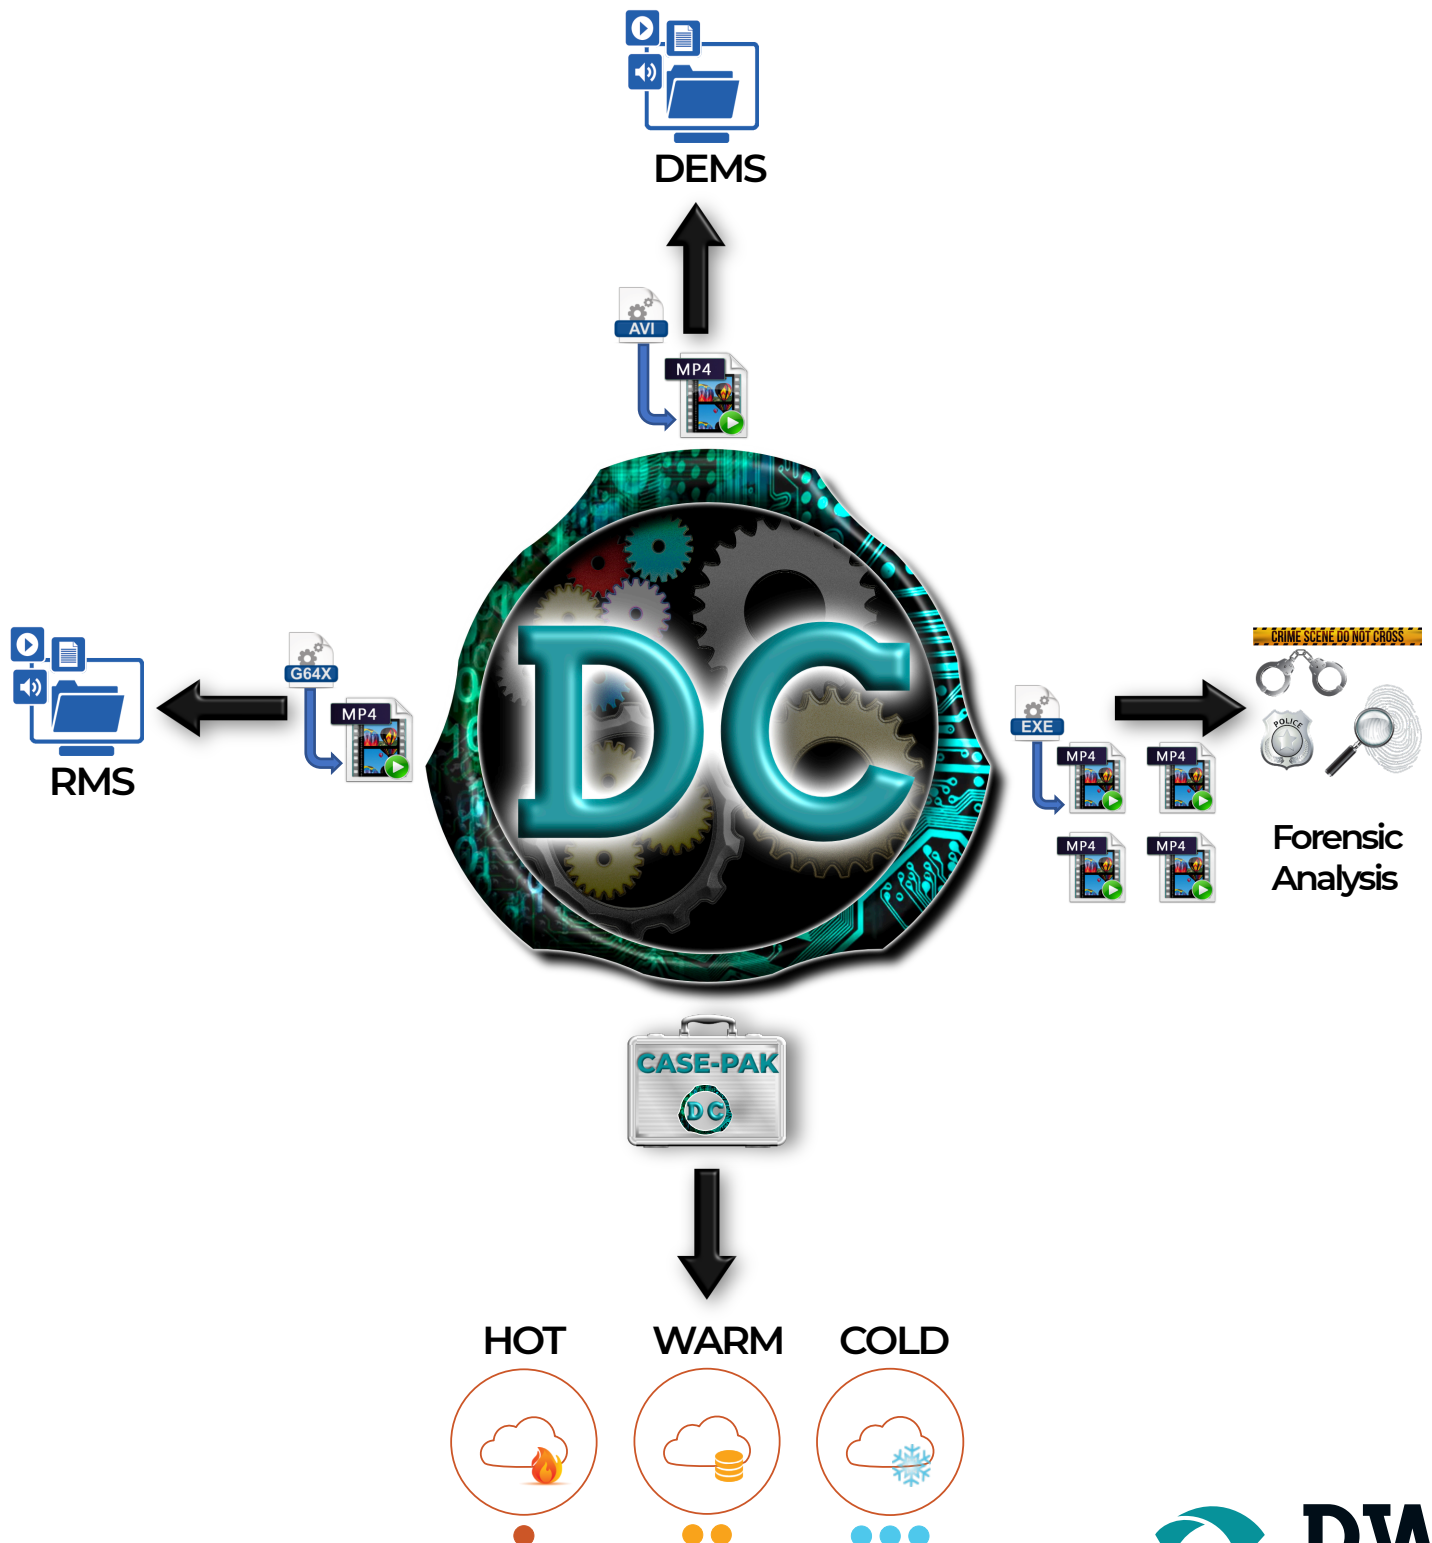 DEMS
AVI
MP4
DC
CRIME SCENE DO NOT CROSS
G64X
MP4
RMS
POLICE
EXE
MP4
MP4
MP4
MP4
Forensic
Analysis
CASE-PAK
DC
HOT
WARM
COLD